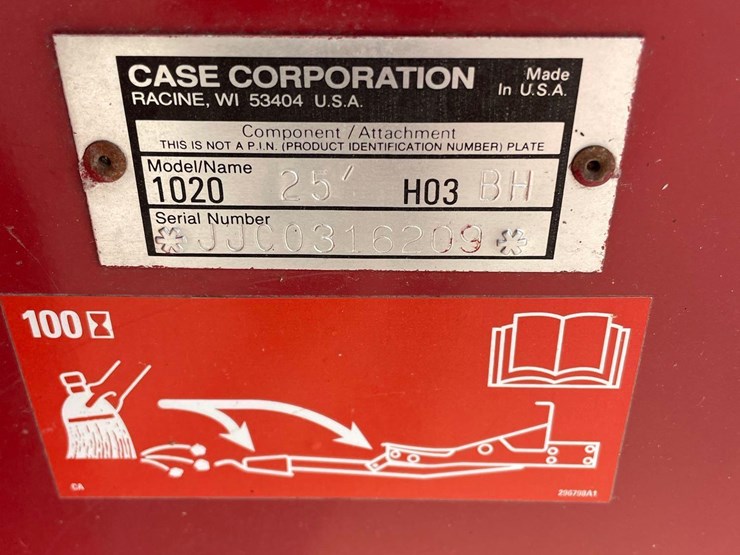 CASE CORPORATION
RACINE, WI 53404 U.S.A.
Made
In U.S.A.
Component/Attachment
THIS IS NOT A P.I.N. (PRODUCT IDENTIFICATION NUMBER) PLATE
Model/Name
1020 25' H03 BH
Serial Number
*JJC0316209*
100
CA